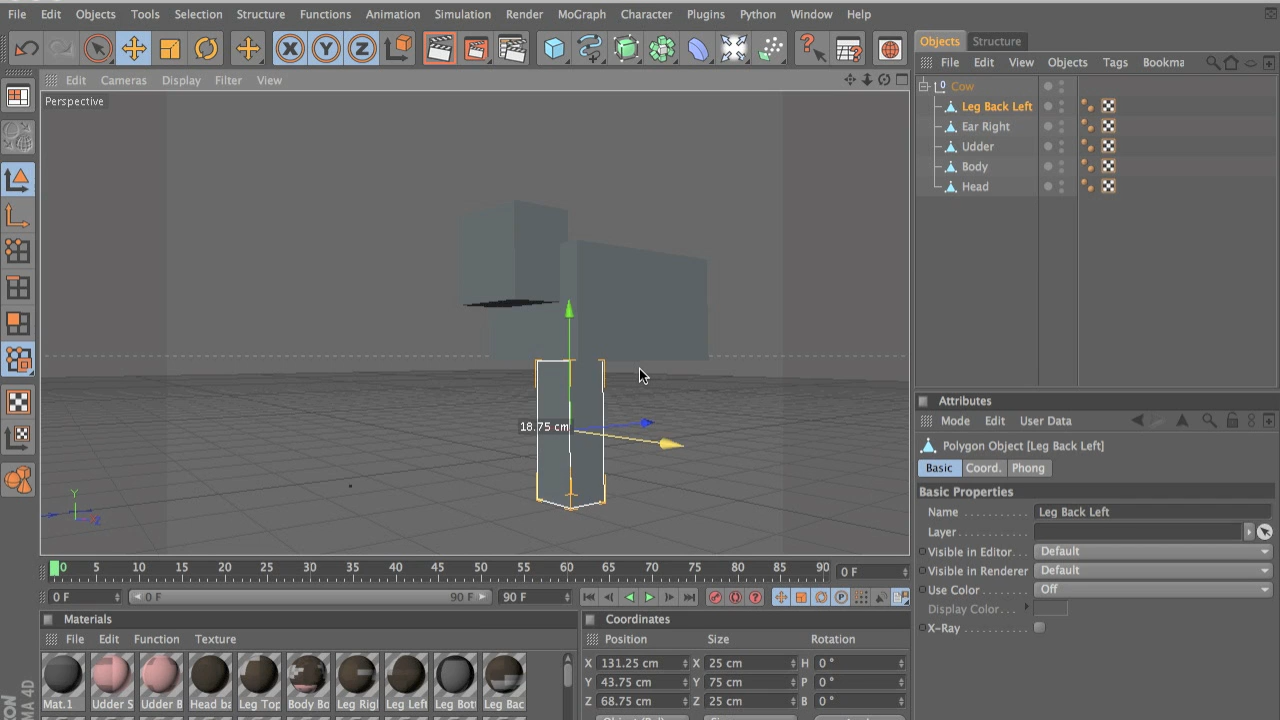 File Edit Objects Tools Selection Structure Functions Animation Simulation Render MoGraph Character Plugins Python Window Help
X Y Z
Objects Structure
File Edit View Objects Tags Bookma
Edit Cameras Display Filter View
Perspective
0 Cow
Leg Back Left
Ear Right
Udder
Body
Head
18.75 cm
Y
Z
Attributes
Mode Edit User Data
Polygon Object [Leg Back Left]
Basic Coord. Phong
Basic Properties
Name Leg Back Left
Layer
Visible in Editor Default
Visible in Renderer Default
Use Color Off
Display Color
X-Ray
0 5 10 15 20 25 30 35 40 45 50 55 60 65 70 75 80 85 90 0 F
0 F 0 F 90 F 90 F
P
Materials
File Edit Function Texture
Mat.1 Udder S Udder B Head ba Leg Top Body Bo Leg Rigl Leg Left Leg Bott Leg Bac
Coordinates
Position Size Rotation
X 131.25 cm X 25 cm H 0 °
Y 43.75 cm Y 75 cm P 0 °
Z 68.75 cm Z 25 cm B 0 °